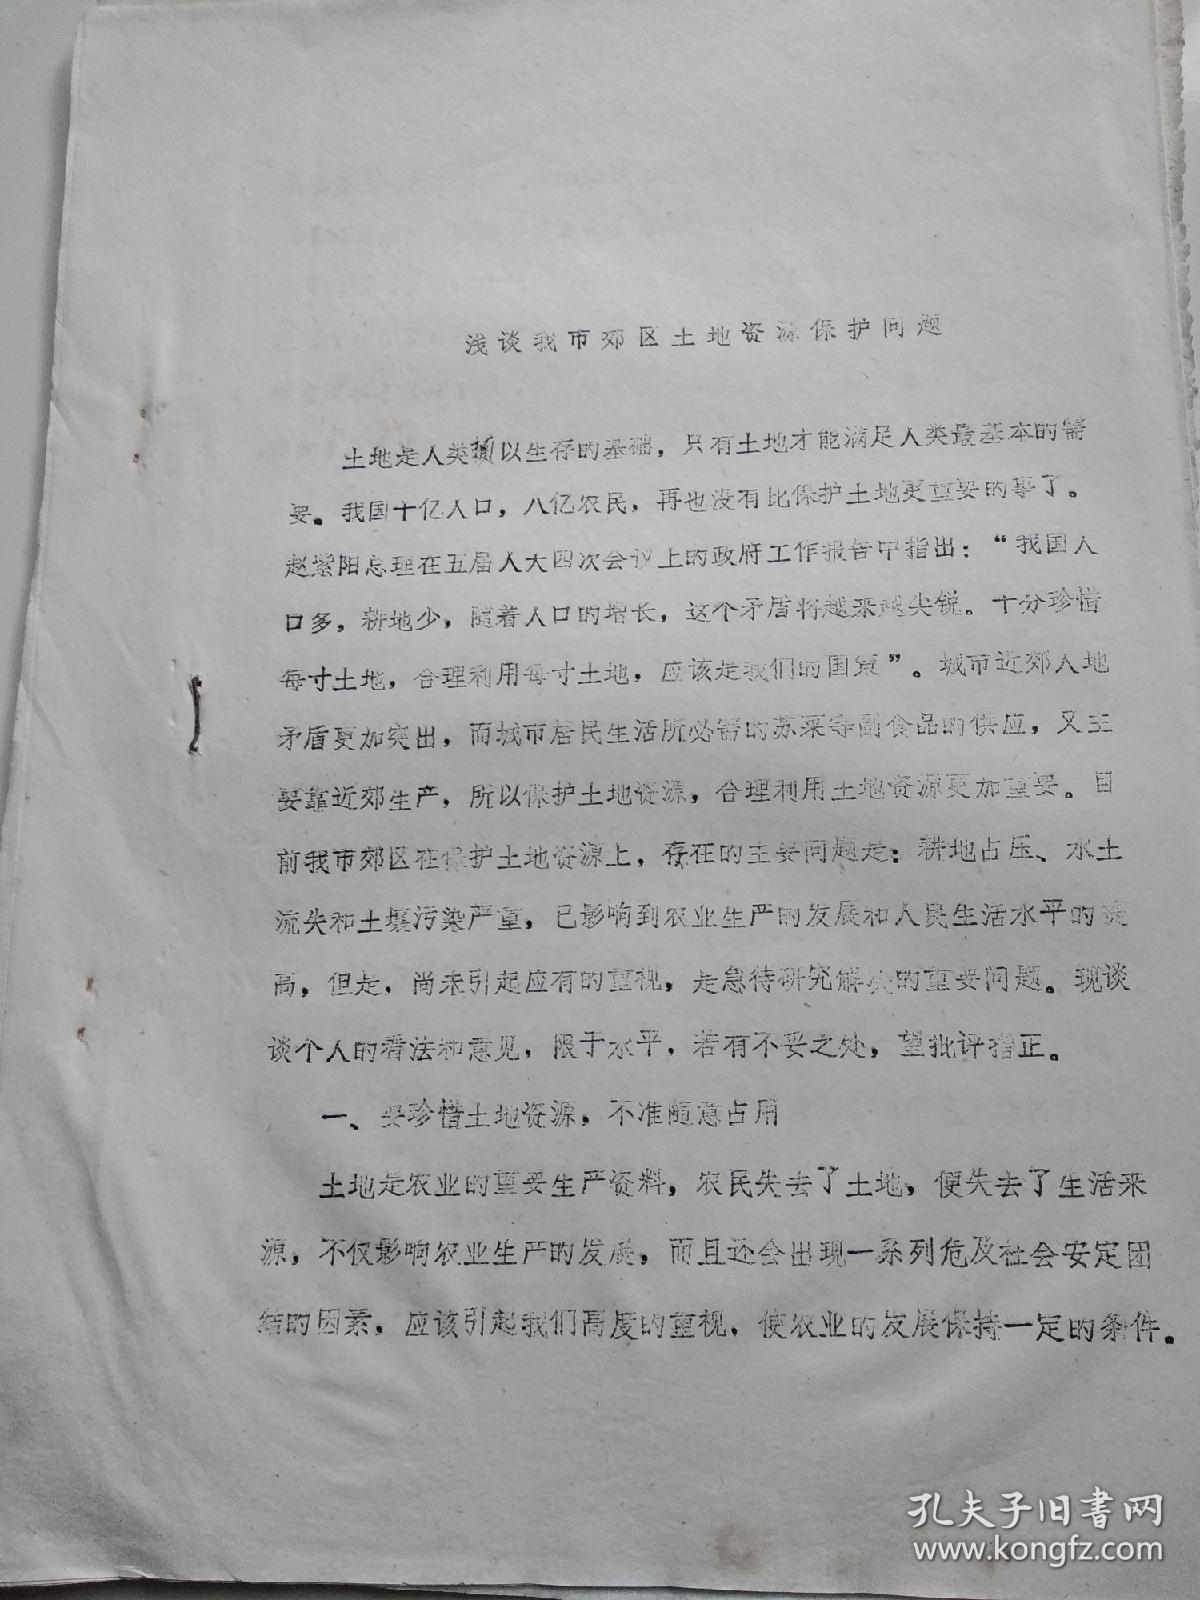 浅谈我市郊区土地资源保护问题
土地是人类须以生存的基础，只有土地才能满足人类最基本的需
要。我国十亿人口，八亿农民，再也没有比保护土地更重要的事了。
赵紫阳总理在五届人大四次会议上的政府工作报告中指出：“我国人
口多，耕地少，随着人口的增长，这个矛盾将越来越尖锐。十分珍惜
每寸土地，合理利用每寸土地，应该是我们的国策”。城市近郊人地
矛盾更加突出，而城市居民生活所必需的苏菜等副食品的供应，又主
要靠近郊生产，所以保护土地资源，合理利用土地资源更加重要。目
前我市郊区在保护土地资源上，存在的主要问题是：耕地占压、水土
流失和土壤污染严重，已影响到农业生产的发展和人民生活水平的提
高，但是，尚未引起应有的重视，是急待研究解决的重要问题。现谈
谈个人的看法和意见，限于水平，若有不妥之处，望批评指正。
一、要珍惜土地资源，不准随意占用
土地是农业的重要生产资料，农民失去了土地，便失去了生活来
源，不仅影响农业生产的发展，而且还会出现一系列危及社会安定团
结的因素，应该引起我们高度的重视，使农业的发展保持一定的条件。
孔夫子旧书网
www.kongfz.com